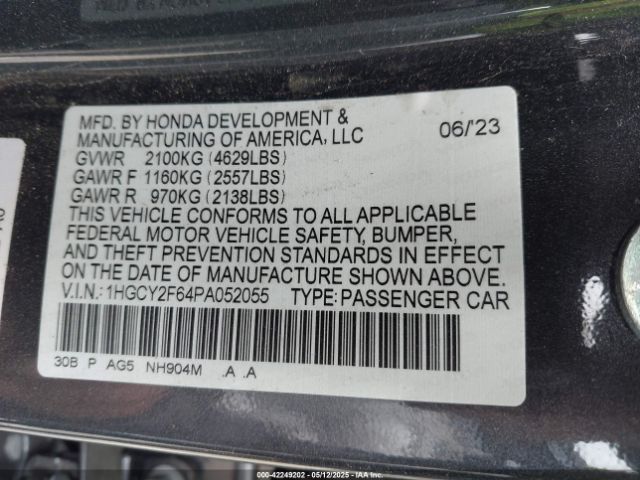 MFD. BY HONDA DEVELOPMENT &
MANUFACTURING OF AMERICA, LLC 06/'23
GVWR 2100KG (4629LBS)
GAWR F 1160KG (2557LBS)
GAWR R 970KG (2138LBS)
THIS VEHICLE CONFORMS TO ALL APPLICABLE
FEDERAL MOTOR VEHICLE SAFETY, BUMPER,
AND THEFT PREVENTION STANDARDS IN EFFECT
ON THE DATE OF MANUFACTURE SHOWN ABOVE.
V.I.N.: 1HGCY2F64PA052055 TYPE: PASSENGER CAR
30B P AG5 NH904M .A .A
000-42249202 - 05/12/2025 - IAAI.COM